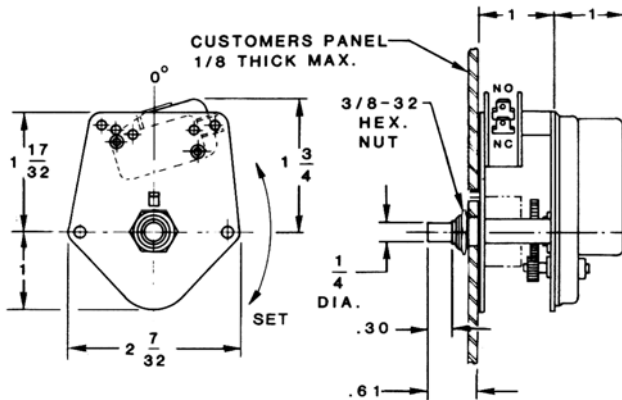 CUSTOMERS PANEL
1/8 THICK MAX.
1
1
0°
3/8-32
HEX.
NUT
NO
NC
1 17/32
1 3/4
1
1/4
DIA.
SET
.30
2 7/32
.61